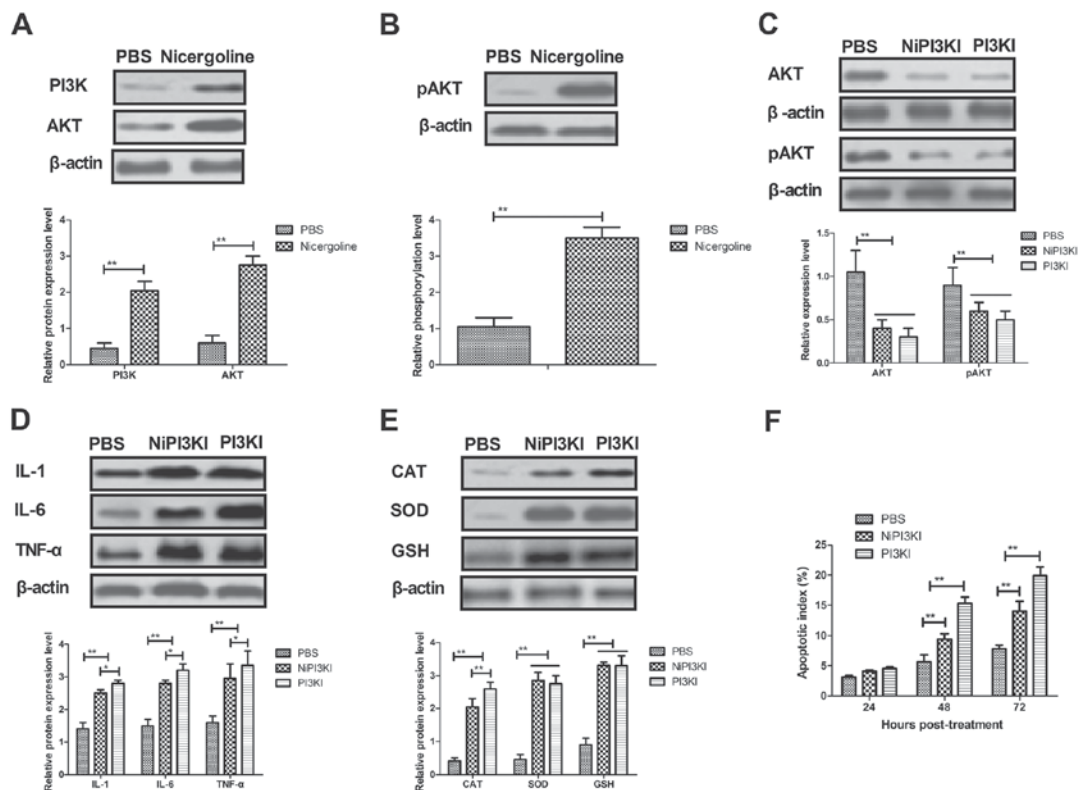 A
PBS Nicergoline
PI3K
AKT
β-actin
Relative protein expression level
4
3
2
1
0
**
**
PI3K
AKT
PBS
Nicergoline
B
PBS Nicergoline
pAKT
β-actin
Relative phosphorylation level
4
3
2
1
0
**
PBS
Nicergoline
C
PBS NiPI3KI PI3KI
AKT
β-actin
pAKT
β-actin
Relative expression level
1.5
1.0
0.5
0.0
**
**
AKT
pAKT
PBS
NiPI3KI
PI3KI
D
PBS NiPI3KI PI3KI
IL-1
IL-6
TNF-α
β-actin
Relative protein expression level
4
3
2
1
0
**
*
**
*
**
*
IL-1
IL-6
TNF-α
PBS
NiPI3KI
PI3KI
E
PBS NiPI3KI PI3KI
CAT
SOD
GSH
β-actin
Relative protein expression level
4
3
2
1
0
**
**
**
**
CAT
SOD
GSH
PBS
NiPI3KI
PI3KI
F
PBS
NiPI3KI
PI3KI
Apoptotic index (%)
25
20
15
10
5
0
**
**
**
**
24
48
72
Hours post-treatment